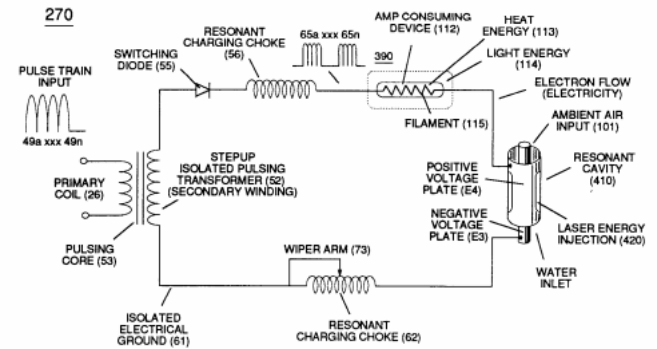 270
RESONANT
CHARGING CHOKE
(56)
SWITCHING
DIODE (55)
65a xxx 65n
AMP CONSUMING
DEVICE (112)
390
HEAT
ENERGY (113)
LIGHT ENERGY
(114)
ELECTRON FLOW
(ELECTRICITY)
PULSE TRAIN
INPUT
49a xxx 49n
FILAMENT (115)
AMBIENT AIR
INPUT (101)
STEPUP
ISOLATED PULSING
TRANSFORMER (52)
(SECONDARY WINDING)
PRIMARY
COIL (26)
POSITIVE
VOLTAGE
PLATE (E4)
RESONANT
CAVITY
(410)
NEGATIVE
VOLTAGE
PLATE (E3)
LASER ENERGY
INJECTION (420)
PULSING
CORE (53)
WIPER ARM (73)
WATER
INLET
ISOLATED
ELECTRICAL
GROUND (61)
RESONANT
CHARGING CHOKE (62)